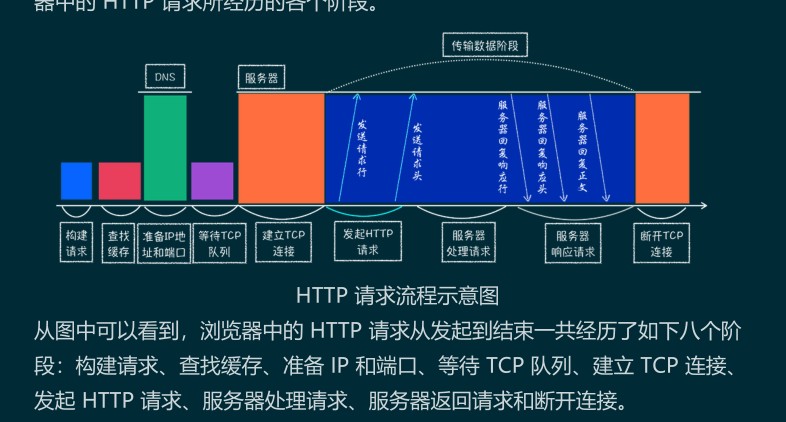 器中的 HTTP 请求所经历的各个阶段。
传输数据阶段
DNS
服务器
发送请求行
发送请求头
服务器回复响应行
服务器回复响应头
服务器回复正文
构建
请求
查找
缓存
准备IP地
址和端口
等待TCP
队列
建立TCP
连接
发起HTTP
请求
服务器
处理请求
服务器
响应请求
断开TCP
连接
HTTP 请求流程示意图
从图中可以看到，浏览器中的 HTTP 请求从发起到结束一共经历了如下八个阶
段：构建请求、查找缓存、准备 IP 和端口、等待 TCP 队列、建立 TCP 连接、
发起 HTTP 请求、服务器处理请求、服务器返回请求和断开连接。